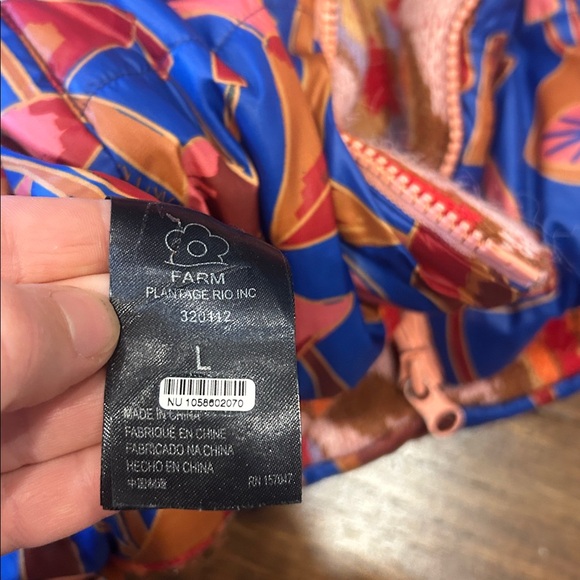 FARM
PLANTAGE RIO.INC
320112
L
NU 1058602070
MADE IN CHINA
FABRIQUÉ EN CHINE
FABRICADO NA CHINA
HECHO EN CHINA
中国制造
RN 157047